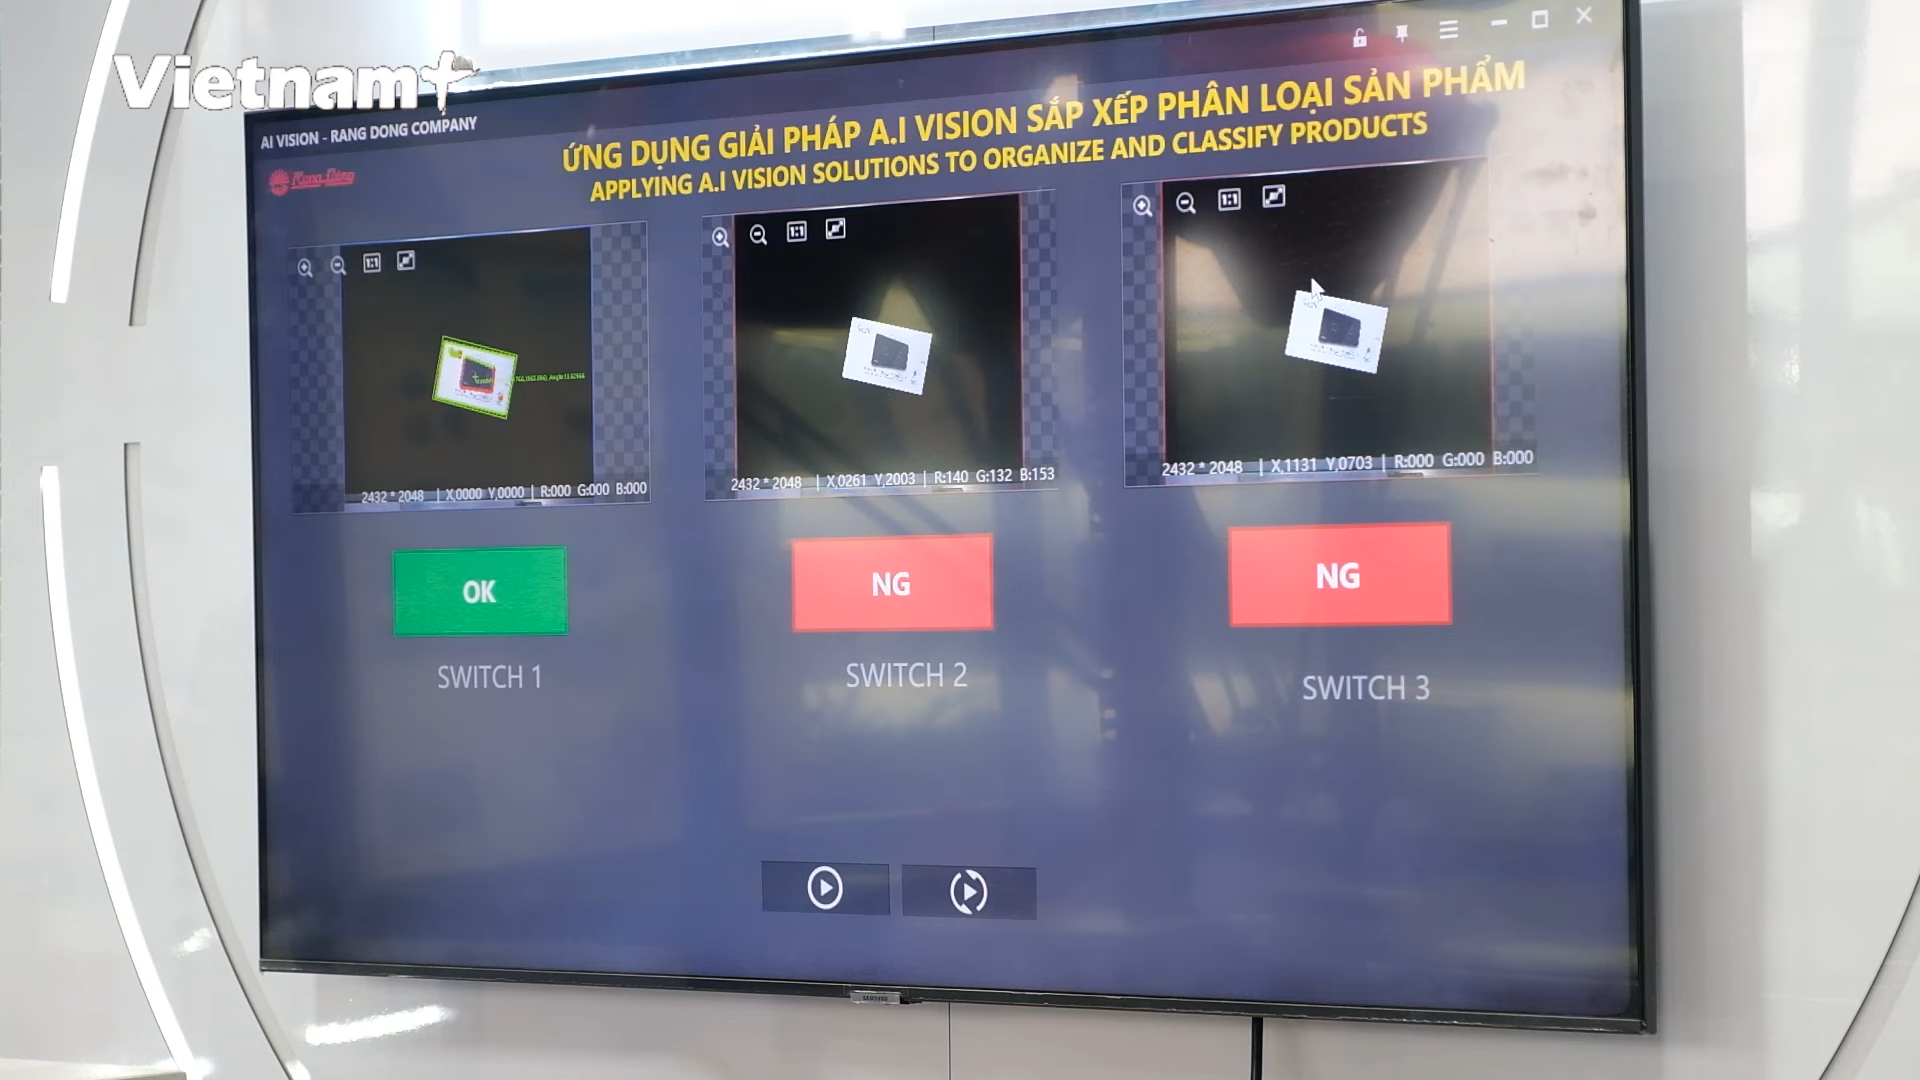 Vietnam+
AI VISION - RANG DONG COMPANY
Rạng Đông
ỨNG DỤNG GIẢI PHÁP A.I VISION SẮP XẾP PHÂN LOẠI SẢN PHẨM
APPLYING A.I VISION SOLUTIONS TO ORGANIZE AND CLASSIFY PRODUCTS
1:1
1:1
1:1
2432 * 2048 | X,0000 Y,0000 | R:000 G:000 B:000
2432 * 2048 | X,0261 Y,2003 | R:140 G:132 B:153
2432 * 2048 | X,1131 Y,0703 | R:000 G:000 B:000
OK
NG
NG
SWITCH 1
SWITCH 2
SWITCH 3
SAMSUNG